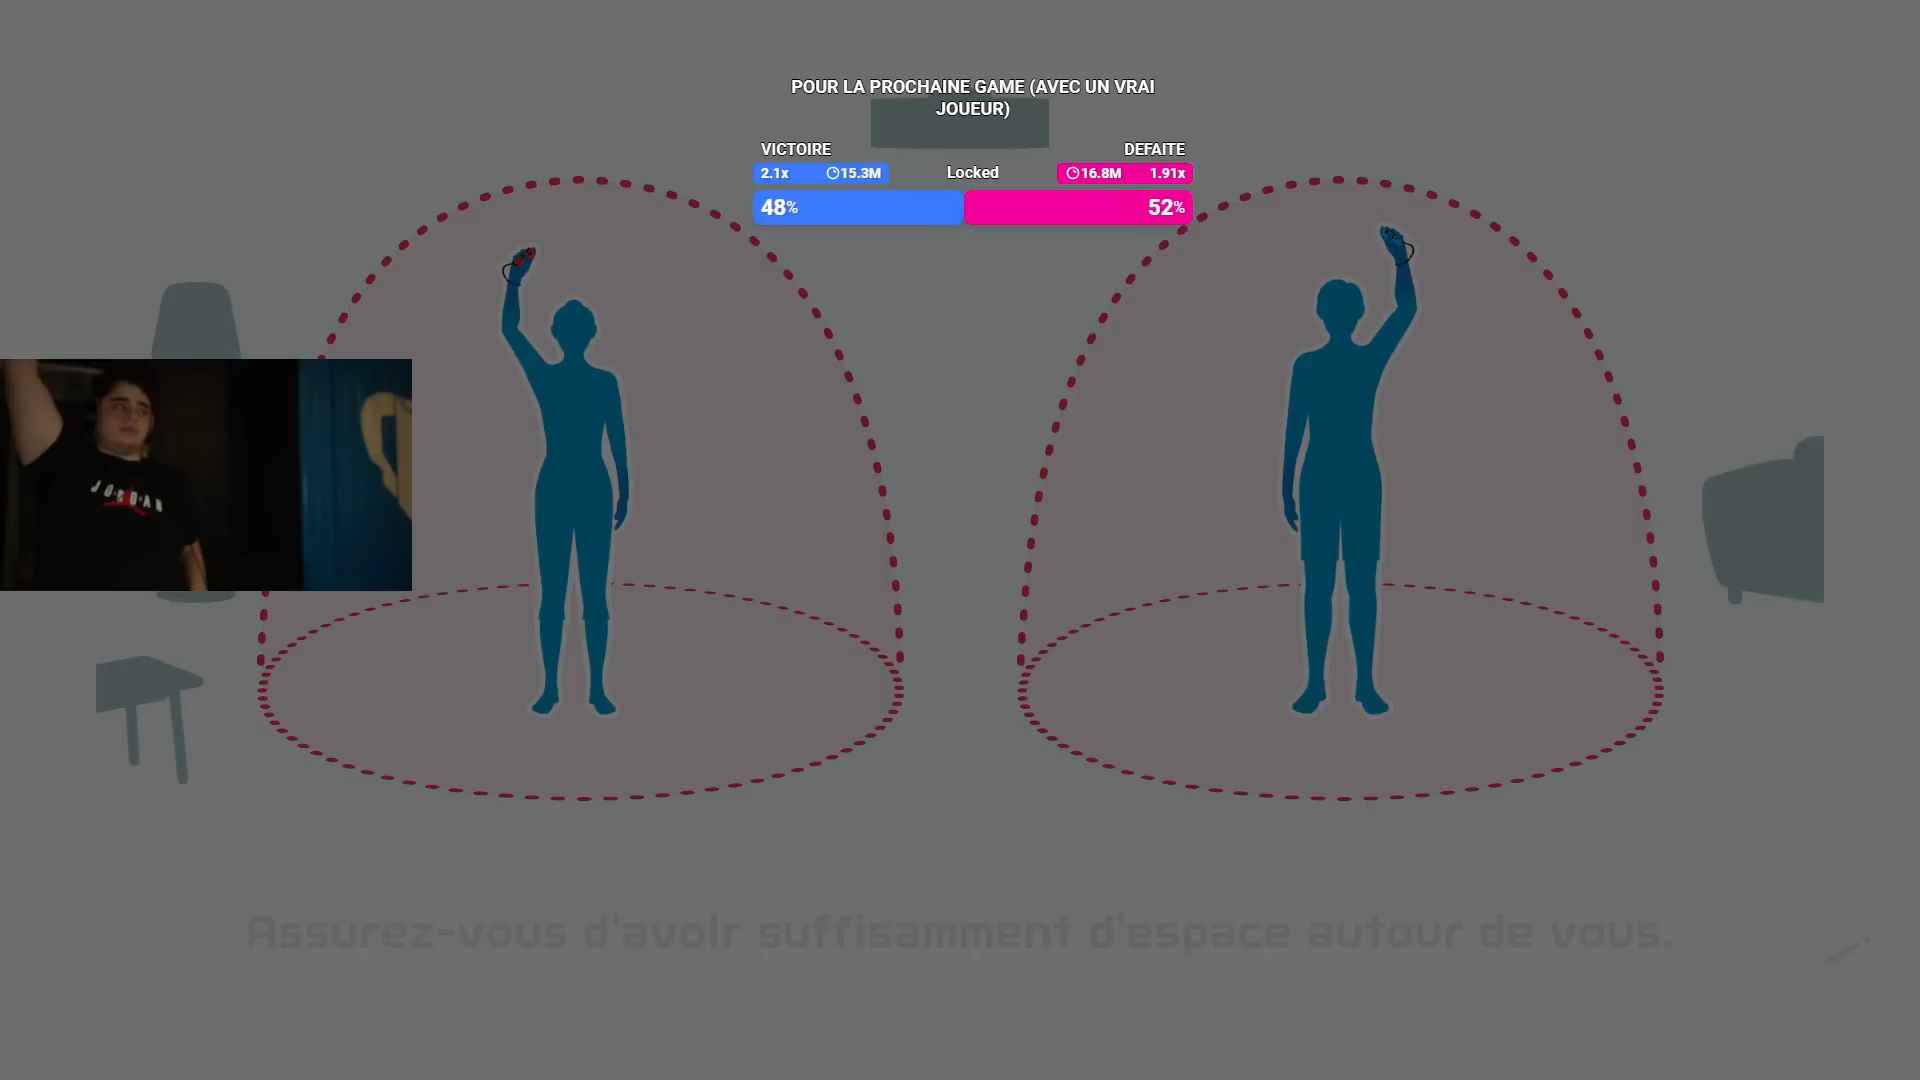 POUR LA PROCHAINE GAME (AVEC UN VRAI
JOUEUR)
VICTOIRE
DEFAITE
2.1x
15.3M
Locked
16.8M
1.91x
48%
52%
JORDAN
Assurez-vous d'avoir suffisamment d'espace autour de vous.